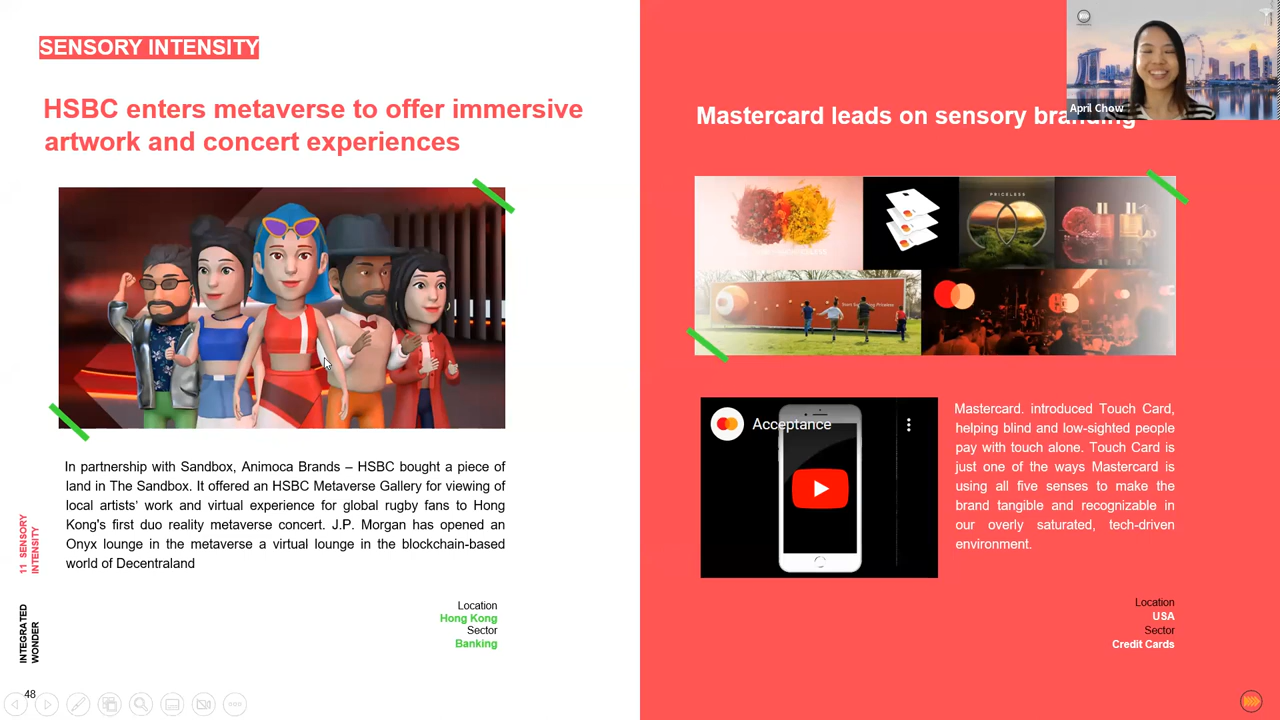 SENSORY INTENSITY
HSBC enters metaverse to offer immersive
artwork and concert experiences
In partnership with Sandbox, Animoca Brands – HSBC bought a piece of
land in The Sandbox. It offered an HSBC Metaverse Gallery for viewing of
local artists' work and virtual experience for global rugby fans to Hong
Kong's first duo reality metaverse concert. J.P. Morgan has opened an
Onyx lounge in the metaverse a virtual lounge in the blockchain-based
world of Decentraland
Location
Hong Kong
Sector
Banking
11 SENSORY
INTENSITY
INTEGRATED
WONDER
48
April Chow
Mastercard leads on sensory branding
PRICELESS
Acceptance
Mastercard. introduced Touch Card,
helping blind and low-sighted people
pay with touch alone. Touch Card is
just one of the ways Mastercard is
using all five senses to make the
brand tangible and recognizable in
our overly saturated, tech-driven
environment.
Location
USA
Sector
Credit Cards